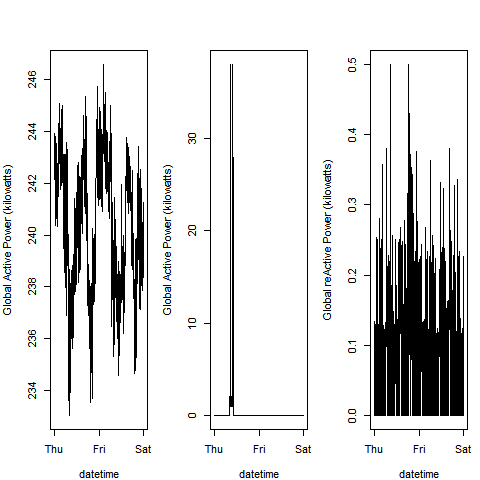 Global Active Power (kilowatts)
234 236 238 240 242 244 246
Thu Fri Sat
datetime
Global Active Power (kilowatts)
0 10 20 30
Thu Fri Sat
datetime
Global reActive Power (kilowatts)
0.0 0.1 0.2 0.3 0.4 0.5
Thu Fri Sat
datetime